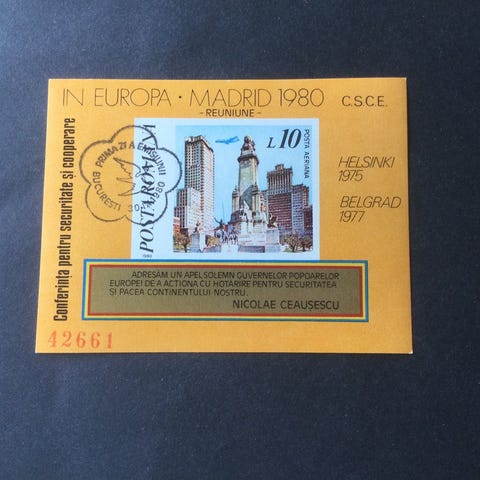 IN EUROPA · MADRID 1980
- REUNIUNE -
C.S.C.E.
Conferința pentru securitate și cooperare
PRIMA ZI A EMISIUNII
BUCUREȘTI 1980
POSTA ROMANA
L 10
POSTA AERIANA
1980
HELSINKI
1975
BELGRAD
1977
ADRESĂM UN APEL SOLEMN GUVERNELOR POPOARELOR
EUROPEI DE A ACȚIONA CU HOTĂRÎRE PENTRU SECURITATEA
ȘI PACEA CONTINENTULUI NOSTRU.
NICOLAE CEAUȘESCU
42661